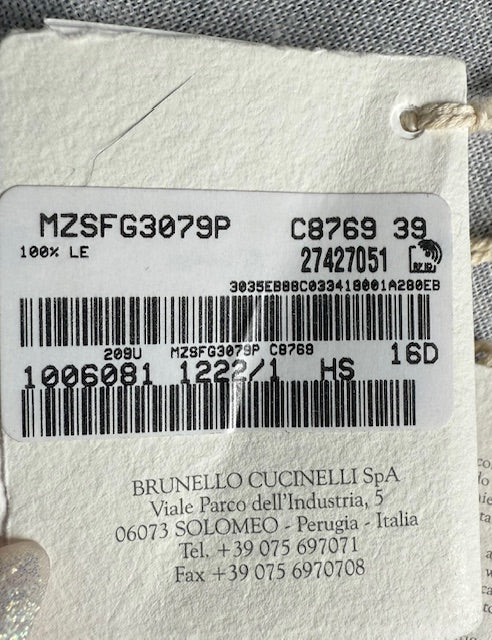 MZSFG3079P C8769 39
100% LE 27427051 RFID
3035EB88C033418001A280EB
209U MZSFG3079P C8769 16D
1006081 1222/1 HS
BRUNELLO CUCINELLI SpA
Viale Parco dell'Industria, 5
06073 SOLOMEO - Perugia - Italia
Tel. +39 075 697071
Fax +39 075 6970708